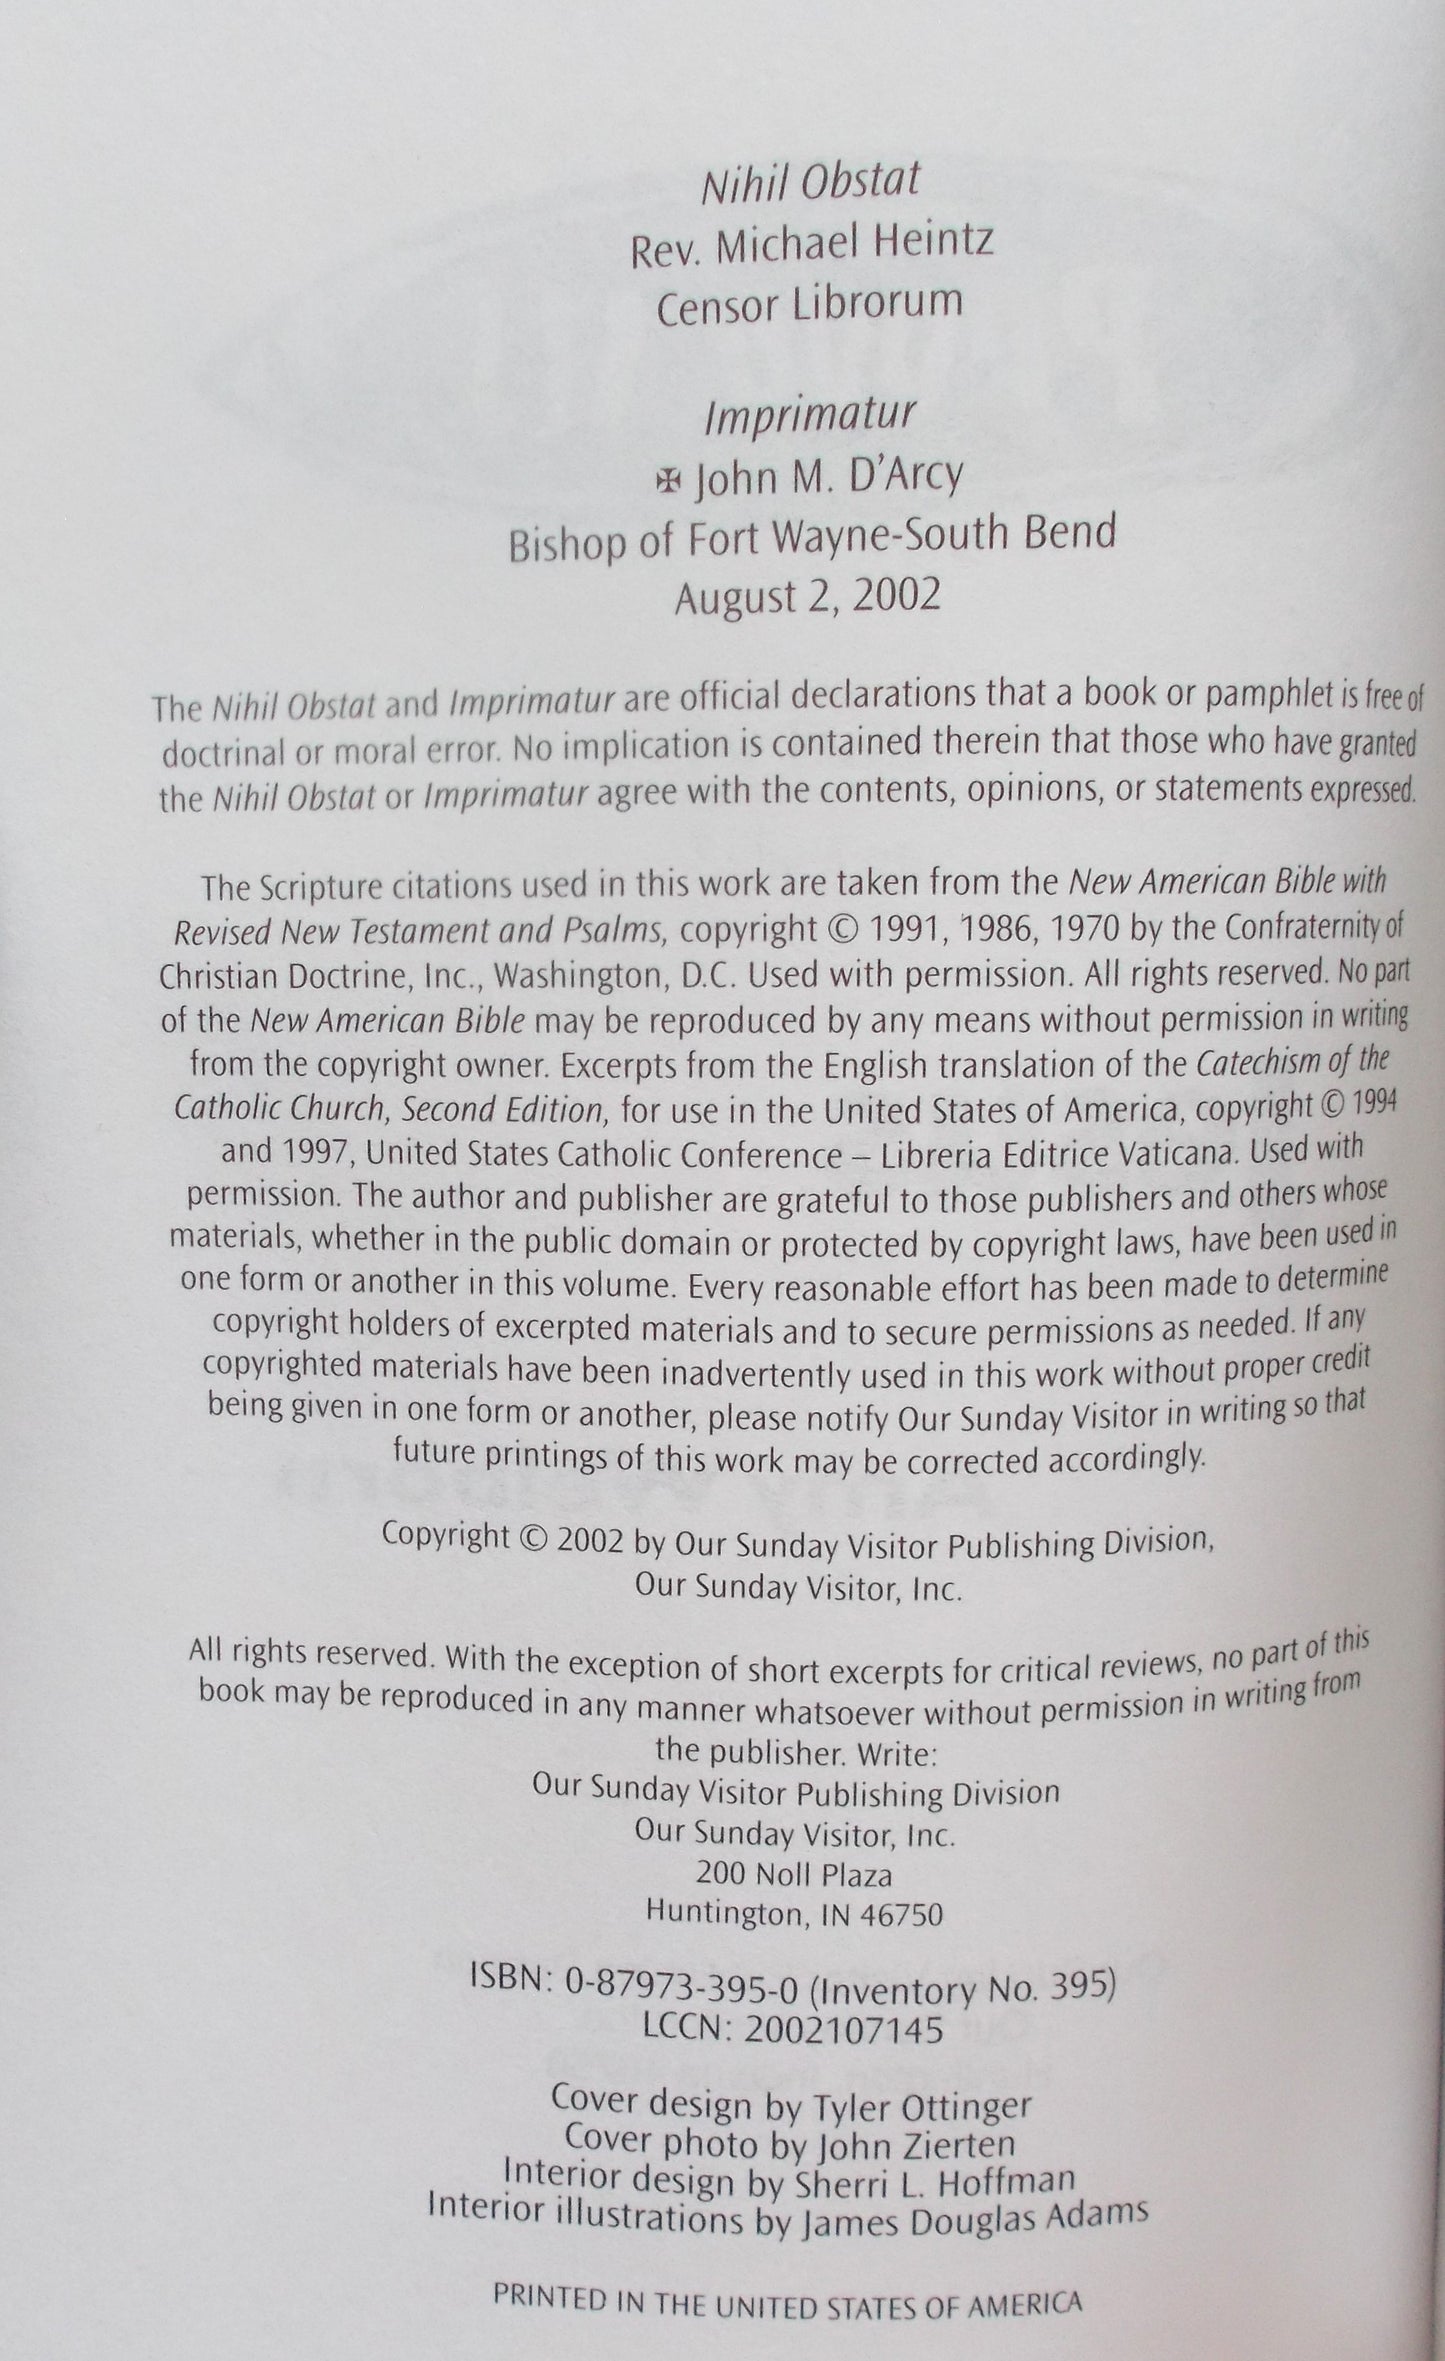 Nihil Obstat
Rev. Michael Heintz
Censor Librorum
Imprimatur
✠ John M. D'Arcy
Bishop of Fort Wayne-South Bend
August 2, 2002
The Nihil Obstat and Imprimatur are official declarations that a book or pamphlet is free of
doctrinal or moral error. No implication is contained therein that those who have granted
the Nihil Obstat or Imprimatur agree with the contents, opinions, or statements expressed.
The Scripture citations used in this work are taken from the New American Bible with
Revised New Testament and Psalms, copyright © 1991, 1986, 1970 by the Confraternity of
Christian Doctrine, Inc., Washington, D.C. Used with permission. All rights reserved. No part
of the New American Bible may be reproduced by any means without permission in writing
from the copyright owner. Excerpts from the English translation of the Catechism of the
Catholic Church, Second Edition, for use in the United States of America, copyright © 1994
and 1997, United States Catholic Conference – Libreria Editrice Vaticana. Used with
permission. The author and publisher are grateful to those publishers and others whose
materials, whether in the public domain or protected by copyright laws, have been used in
one form or another in this volume. Every reasonable effort has been made to determine
copyright holders of excerpted materials and to secure permissions as needed. If any
copyrighted materials have been inadvertently used in this work without proper credit
being given in one form or another, please notify Our Sunday Visitor in writing so that
future printings of this work may be corrected accordingly.
Copyright © 2002 by Our Sunday Visitor Publishing Division,
Our Sunday Visitor, Inc.
All rights reserved. With the exception of short excerpts for critical reviews, no part of this
book may be reproduced in any manner whatsoever without permission in writing from
the publisher. Write:
Our Sunday Visitor Publishing Division
Our Sunday Visitor, Inc.
200 Noll Plaza
Huntington, IN 46750
ISBN: 0-87973-395-0 (Inventory No. 395)
LCCN: 2002107145
Cover design by Tyler Ottinger
Cover photo by John Zierten
Interior design by Sherri L. Hoffman
Interior illustrations by James Douglas Adams
PRINTED IN THE UNITED STATES OF AMERICA